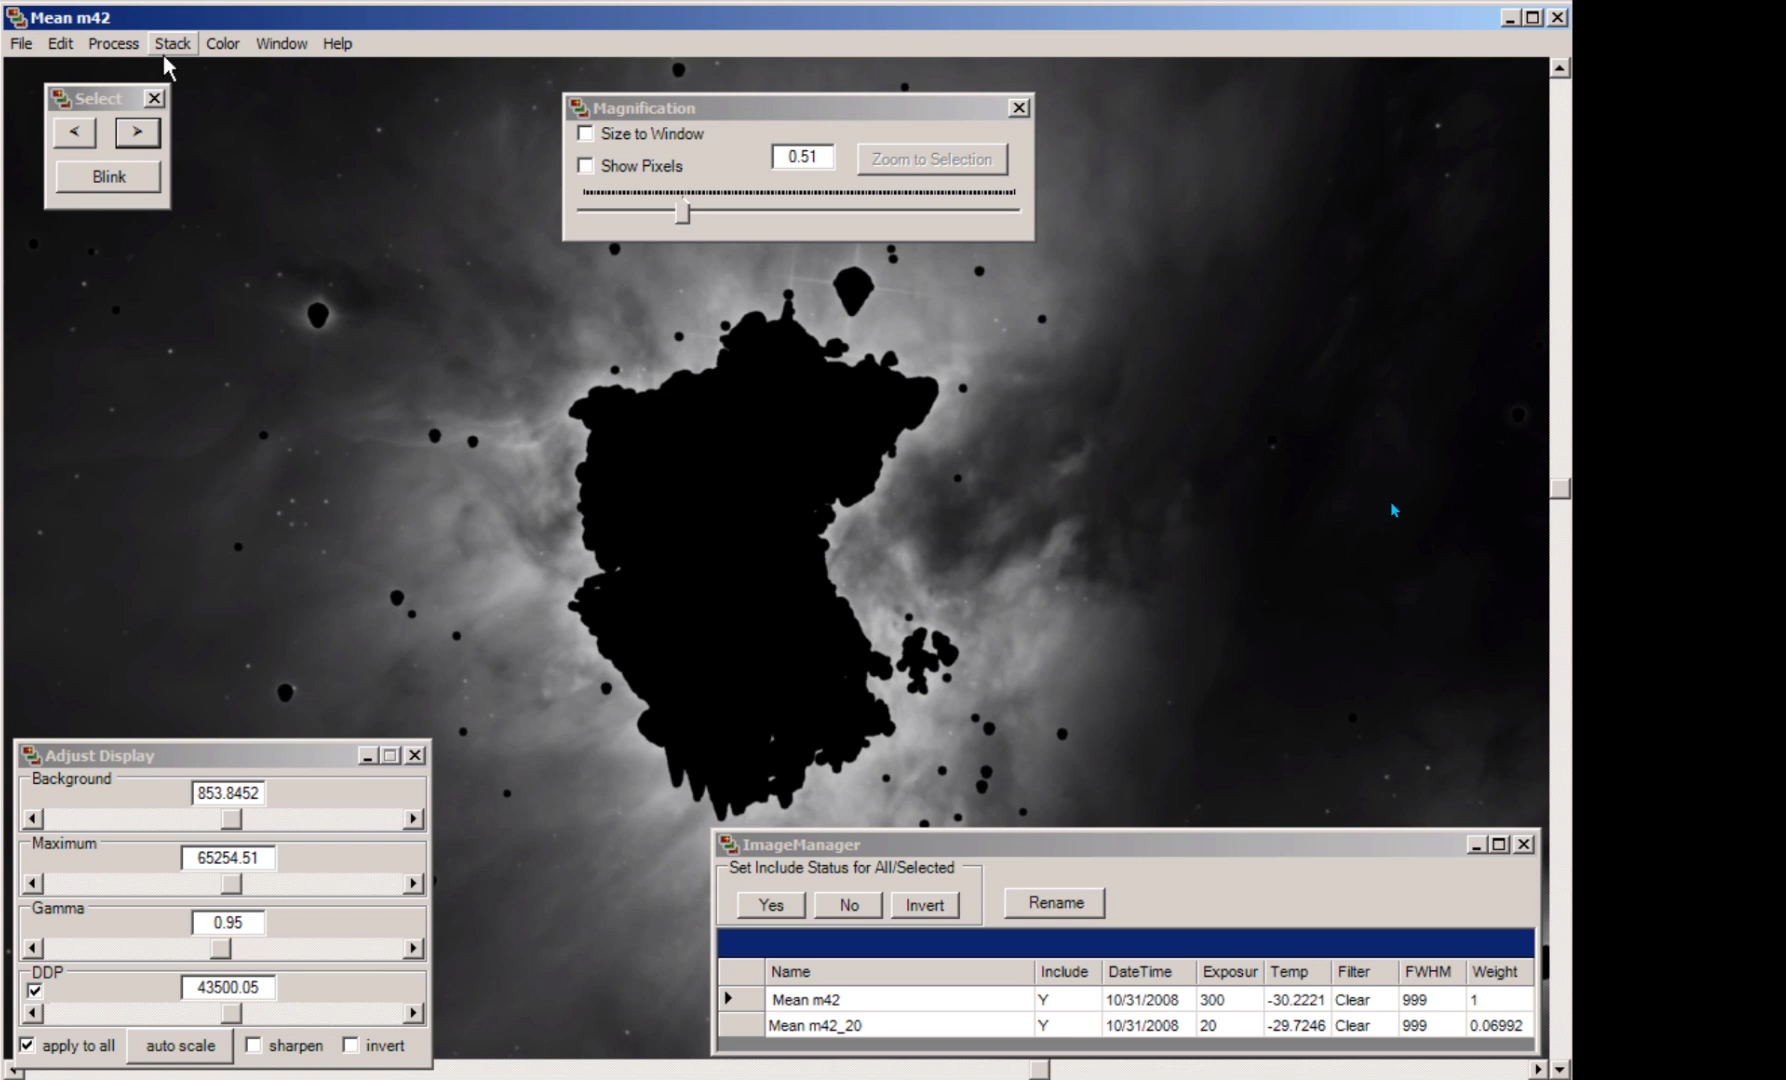 Mean m42
File Edit Process Stack Color Window Help
Select
<
>
Blink
Magnification
Size to Window
Show Pixels
0.51
Zoom to Selection
Adjust Display
Background
853.8452
Maximum
65254.51
Gamma
0.95
DDP
43500.05
apply to all
auto scale
sharpen
invert
ImageManager
Set Include Status for All/Selected
Yes
No
Invert
Rename
Name Include DateTime Exposur Temp Filter FWHM Weight
Mean m42 Y 10/31/2008 300 -30.2221 Clear 999 1
Mean m42_20 Y 10/31/2008 20 -29.7246 Clear 999 0.06992